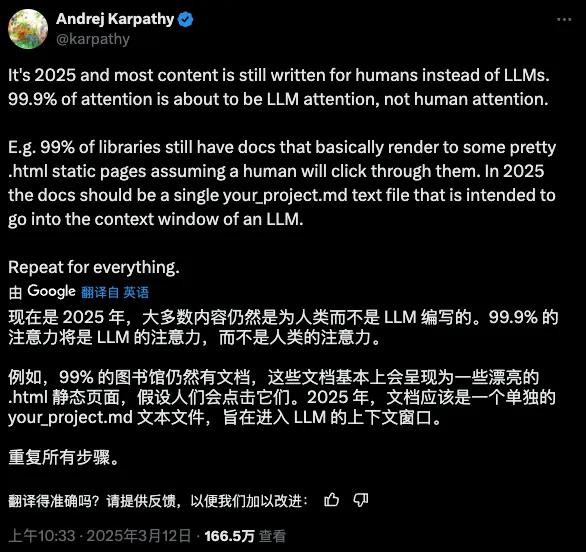 Andrej Karpathy
@karpathy
It's 2025 and most content is still written for humans instead of LLMs.
99.9% of attention is about to be LLM attention, not human attention.
E.g. 99% of libraries still have docs that basically render to some pretty
.html static pages assuming a human will click through them. In 2025
the docs should be a single your_project.md text file that is intended to
go into the context window of an LLM.
Repeat for everything.
由 Google 翻译自 英语
现在是 2025 年，大多数内容仍然是为人类而不是 LLM 编写的。99.9% 的
注意力将是 LLM 的注意力，而不是人类的注意力。
例如，99% 的图书馆仍然有文档，这些文档基本上会呈现为一些漂亮的
.html 静态页面，假设人们会点击它们。2025 年，文档应该是一个单独的
your_project.md 文本文件，旨在进入 LLM 的上下文窗口。
重复所有步骤。
翻译得准确吗？请提供反馈，以便我们加以改进：
上午10:33 · 2025年3月12日 · 166.5万 查看